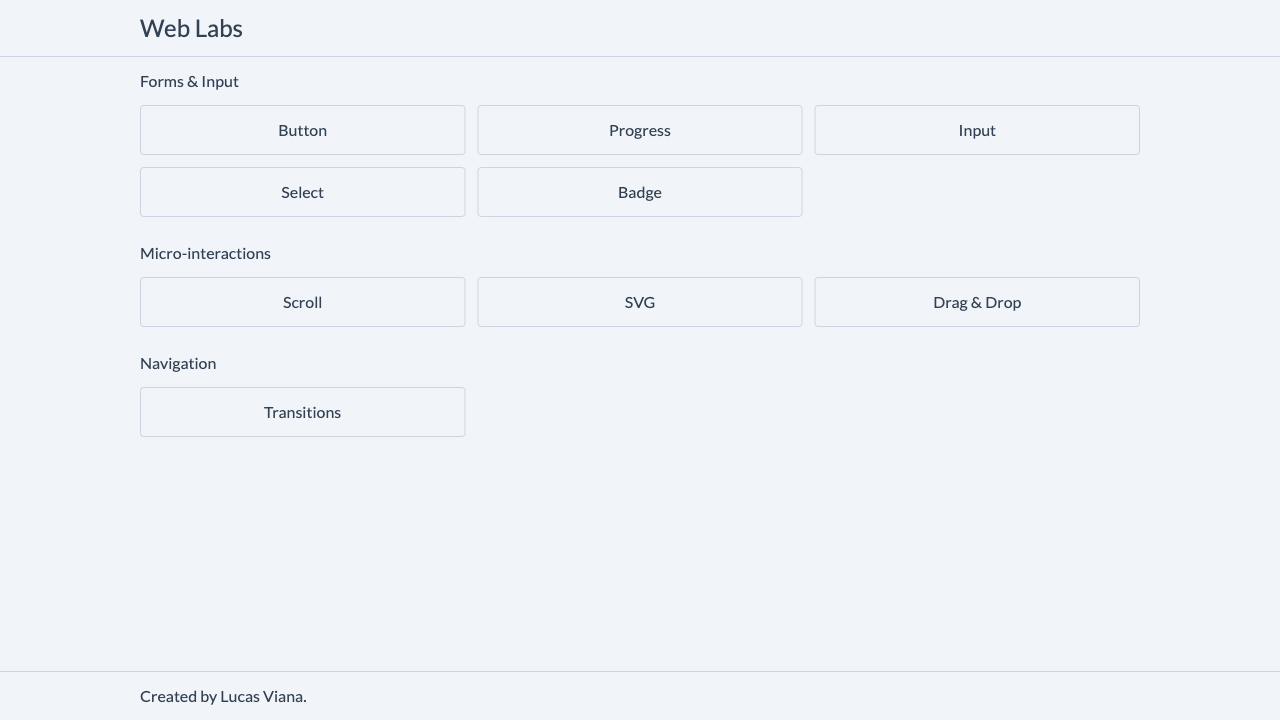 Web Labs
Forms & Input
Button
Progress
Input
Select
Badge
Micro-interactions
Scroll
SVG
Drag & Drop
Navigation
Transitions
Created by Lucas Viana.